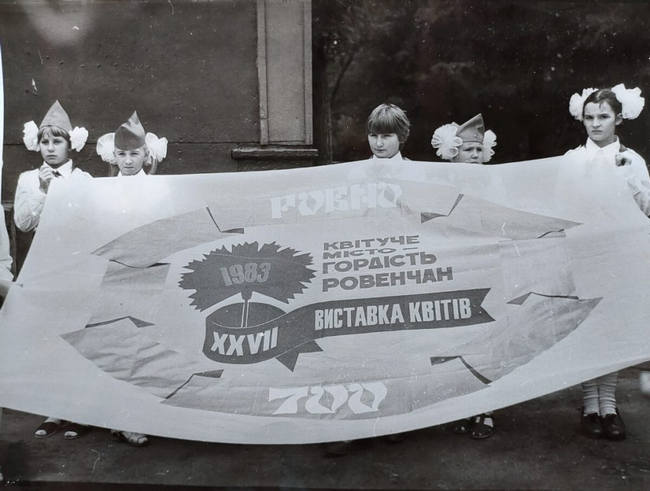 РОВНО
1983
КВІТУЧЕ
МІСТО —
ГОРДІСТЬ
РОВЕНЧАН
ВИСТАВКА КВІТІВ
XXVII
700